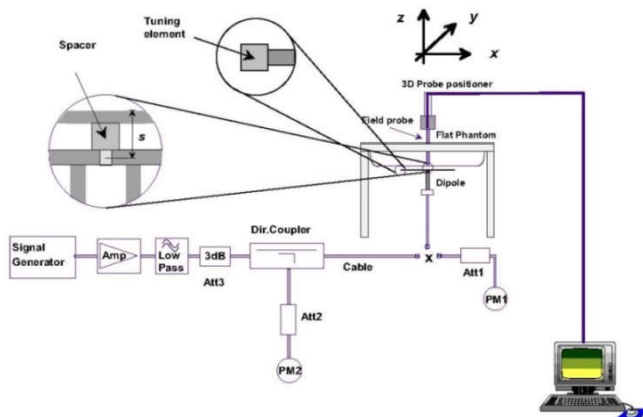 Tuning
element
Spacer
s
z
y
x
3D Probe positioner
Field probe
Flat Phantom
Dipole
Signal
Generator
Amp
Low
Pass
3dB
Att3
Dir.Coupler
Cable
x
Att1
PM1
Att2
PM2